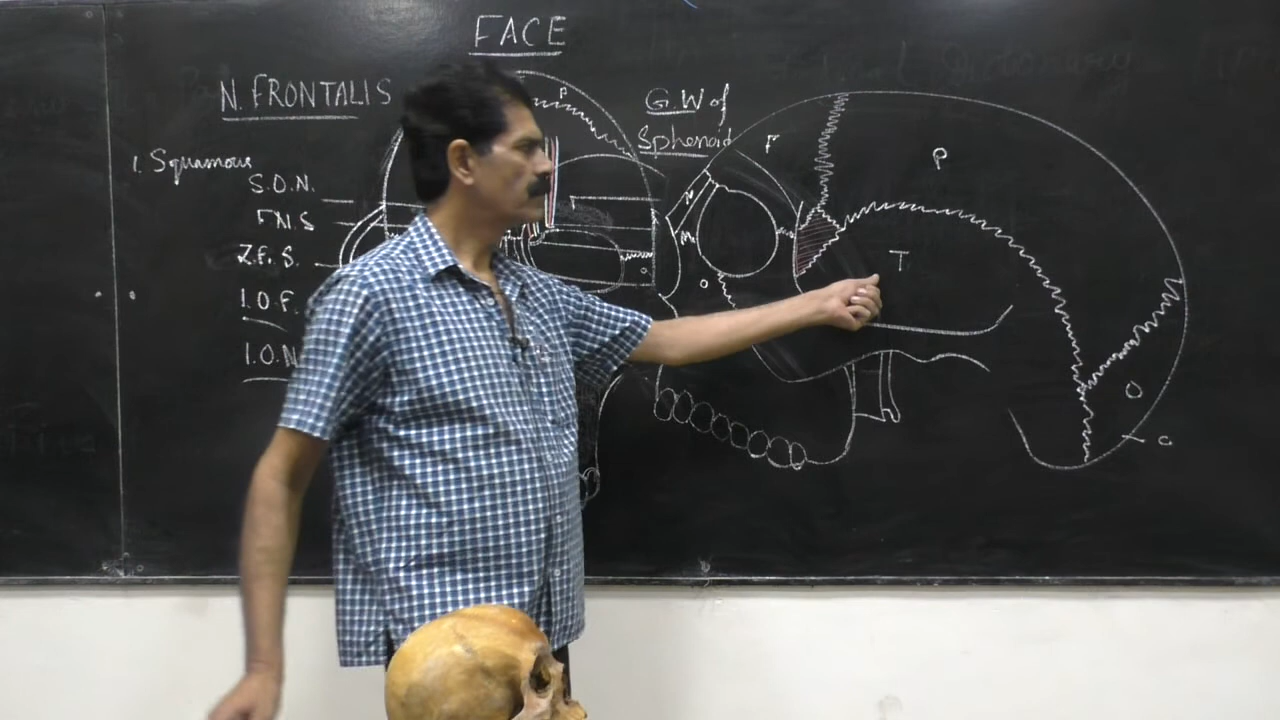 FACE
N. FRONTALIS
1. Squamous
S.O.N.
F.N.S
Z.F.S.
I.O.F.
I.O.N
G.W of
Sphenoid
F
F
P
T
N
M
O
O
C